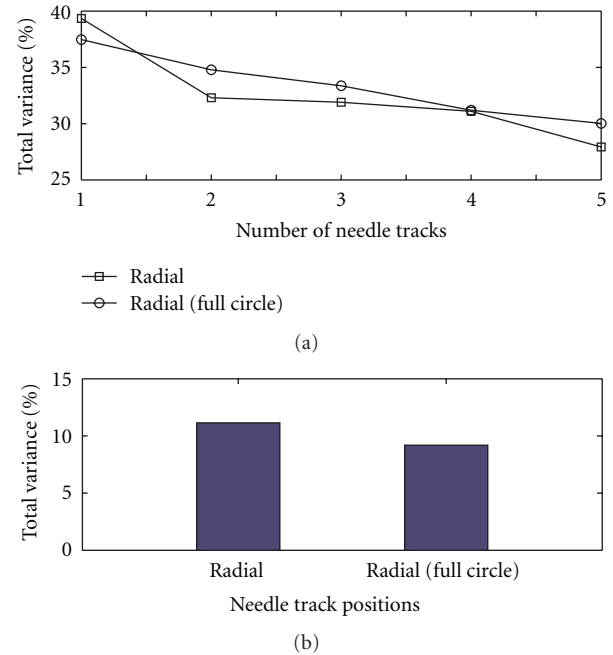 40
35
30
25
Total variance (%)
1 2 3 4 5
Number of needle tracks
Radial
Radial (full circle)
(a)
15
10
5
0
Total variance (%)
Radial Radial (full circle)
Needle track positions
(b)